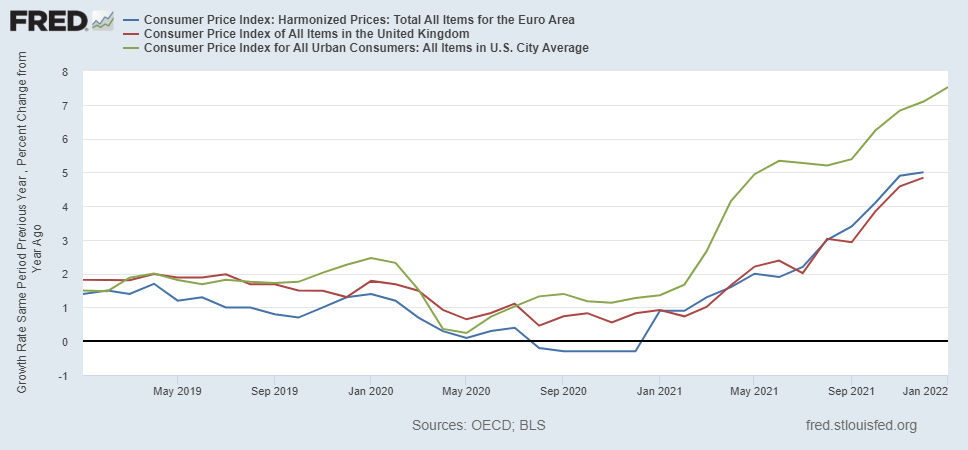 FRED
Consumer Price Index: Harmonized Prices: Total All Items for the Euro Area
Consumer Price Index of All Items in the United Kingdom
Consumer Price Index for All Urban Consumers: All Items in U.S. City Average
Growth Rate Same Period Previous Year , Percent Change from
Year Ago
8
7
6
5
4
3
2
1
0
-1
May 2019
Sep 2019
Jan 2020
May 2020
Sep 2020
Jan 2021
May 2021
Sep 2021
Jan 2022
Sources: OECD; BLS
fred.stlouisfed.org